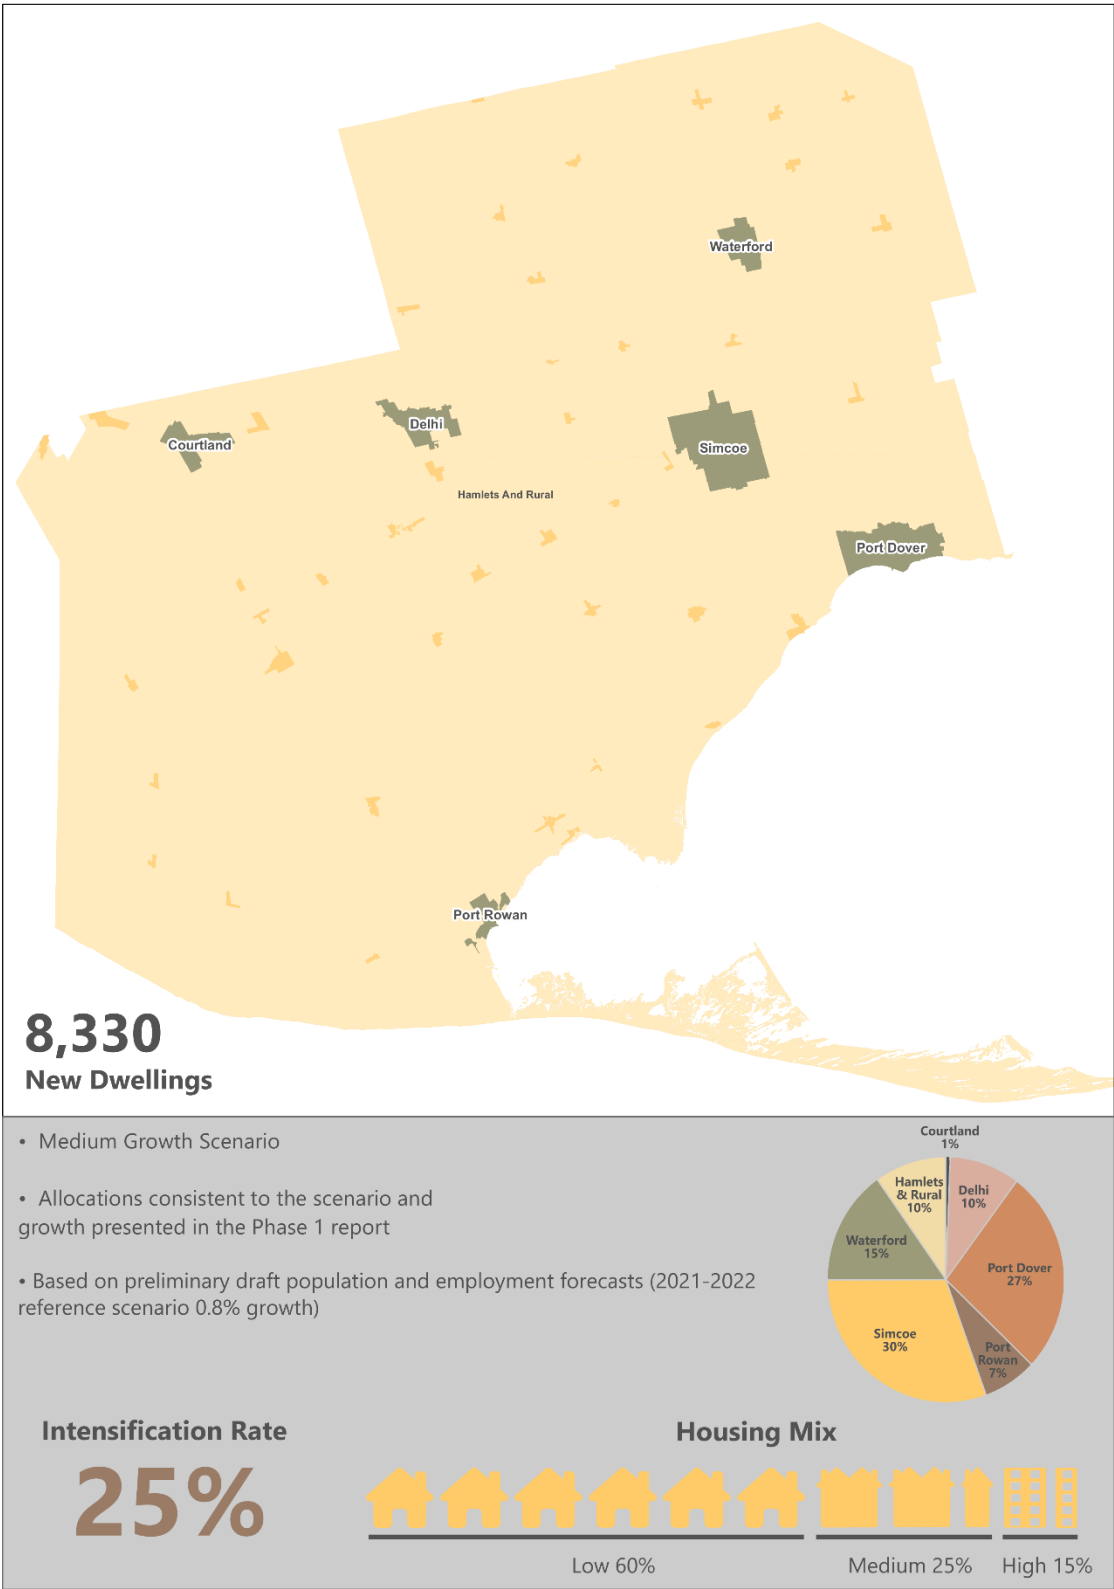 Waterford
Delhi
Courtland
Simcoe
Hamlets And Rural
Port Dover
Port Rowan
8,330
New Dwellings
• Medium Growth Scenario
• Allocations consistent to the scenario and
growth presented in the Phase 1 report
• Based on preliminary draft population and employment forecasts (2021-2022
reference scenario 0.8% growth)
Courtland
1%
Hamlets
& Rural
10%
Delhi
10%
Waterford
15%
Port Dover
27%
Simcoe
30%
Port
Rowan
7%
Intensification Rate
25%
Housing Mix
Low 60%
Medium 25%
High 15%